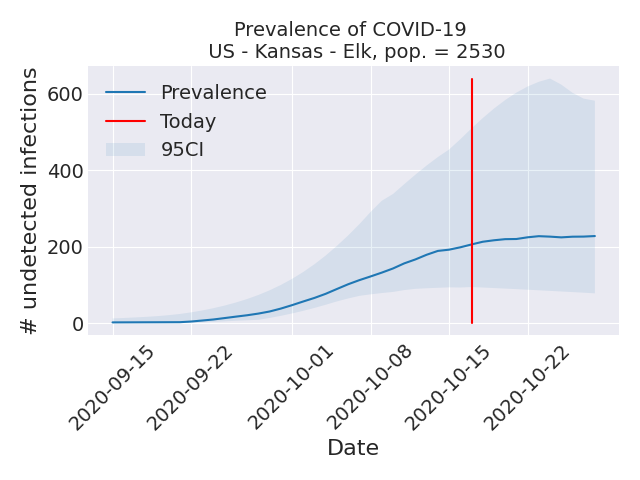 Prevalence of COVID-19
US - Kansas - Elk, pop. = 2530
# undetected infections
600
400
200
0
Prevalence
Today
95CI
2020-09-15
2020-09-22
2020-10-01
2020-10-08
2020-10-15
2020-10-22
Date